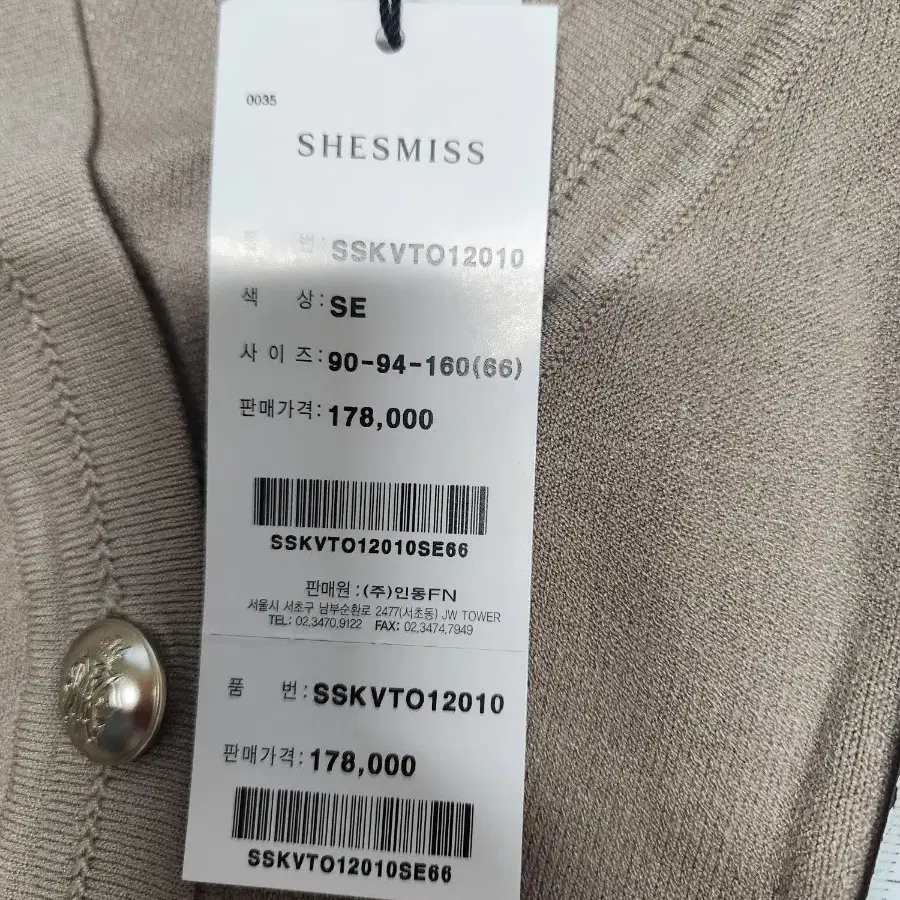 0035
SHESMISS
품 번: SSKVTO12010
색 상: SE
사 이 즈: 90-94-160(66)
판매가격: 178,000
SSKVTO12010SE66
판매원 : (주)인동FN
서울시 서초구 남부순환로 2477(서초동) JW TOWER
TEL: 02.3470.9122 FAX: 02.3474.7949
품 번: SSKVTO12010
판매가격: 178,000
SSKVTO12010SE66